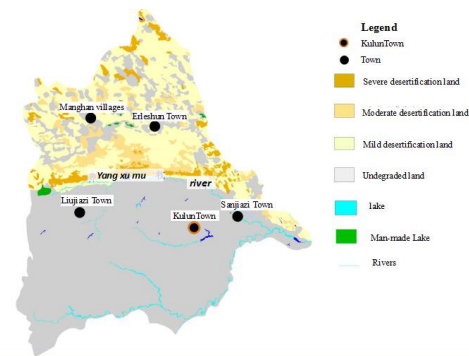 Legend
KulunTown
Town
Severe desertification land
Moderate desertification land
Mild desertification land
Undegraded land
lake
Man-made Lake
Rivers
Manghan villages
Erleshun Town
Yang xu mu
river
Liujiazi Town
Sanjiazi Town
KulunTown